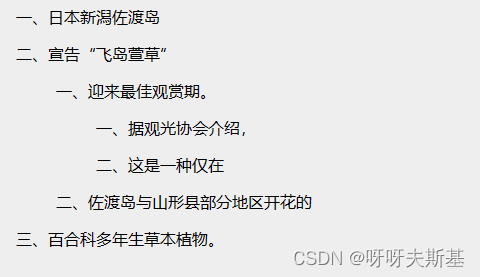 一、日本新潟佐渡岛
二、宣告“飞岛萱草”
一、迎来最佳观赏期。
一、据观光协会介绍，
二、这是一种仅在
二、佐渡岛与山形县部分地区开花的
三、百合科多年生草本植物。
CSDN @呀呀夫斯基